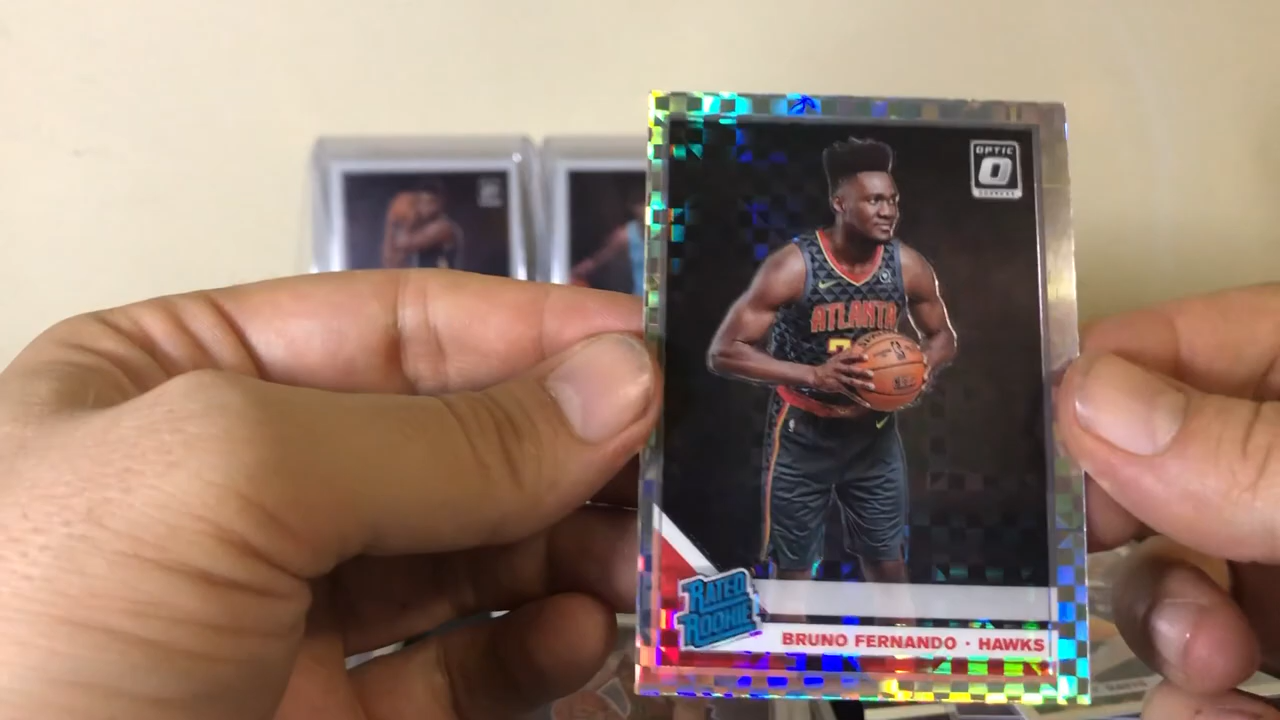 OPTIC
ATLANTA
RATED
ROOKIE
BRUNO FERNANDO · HAWKS